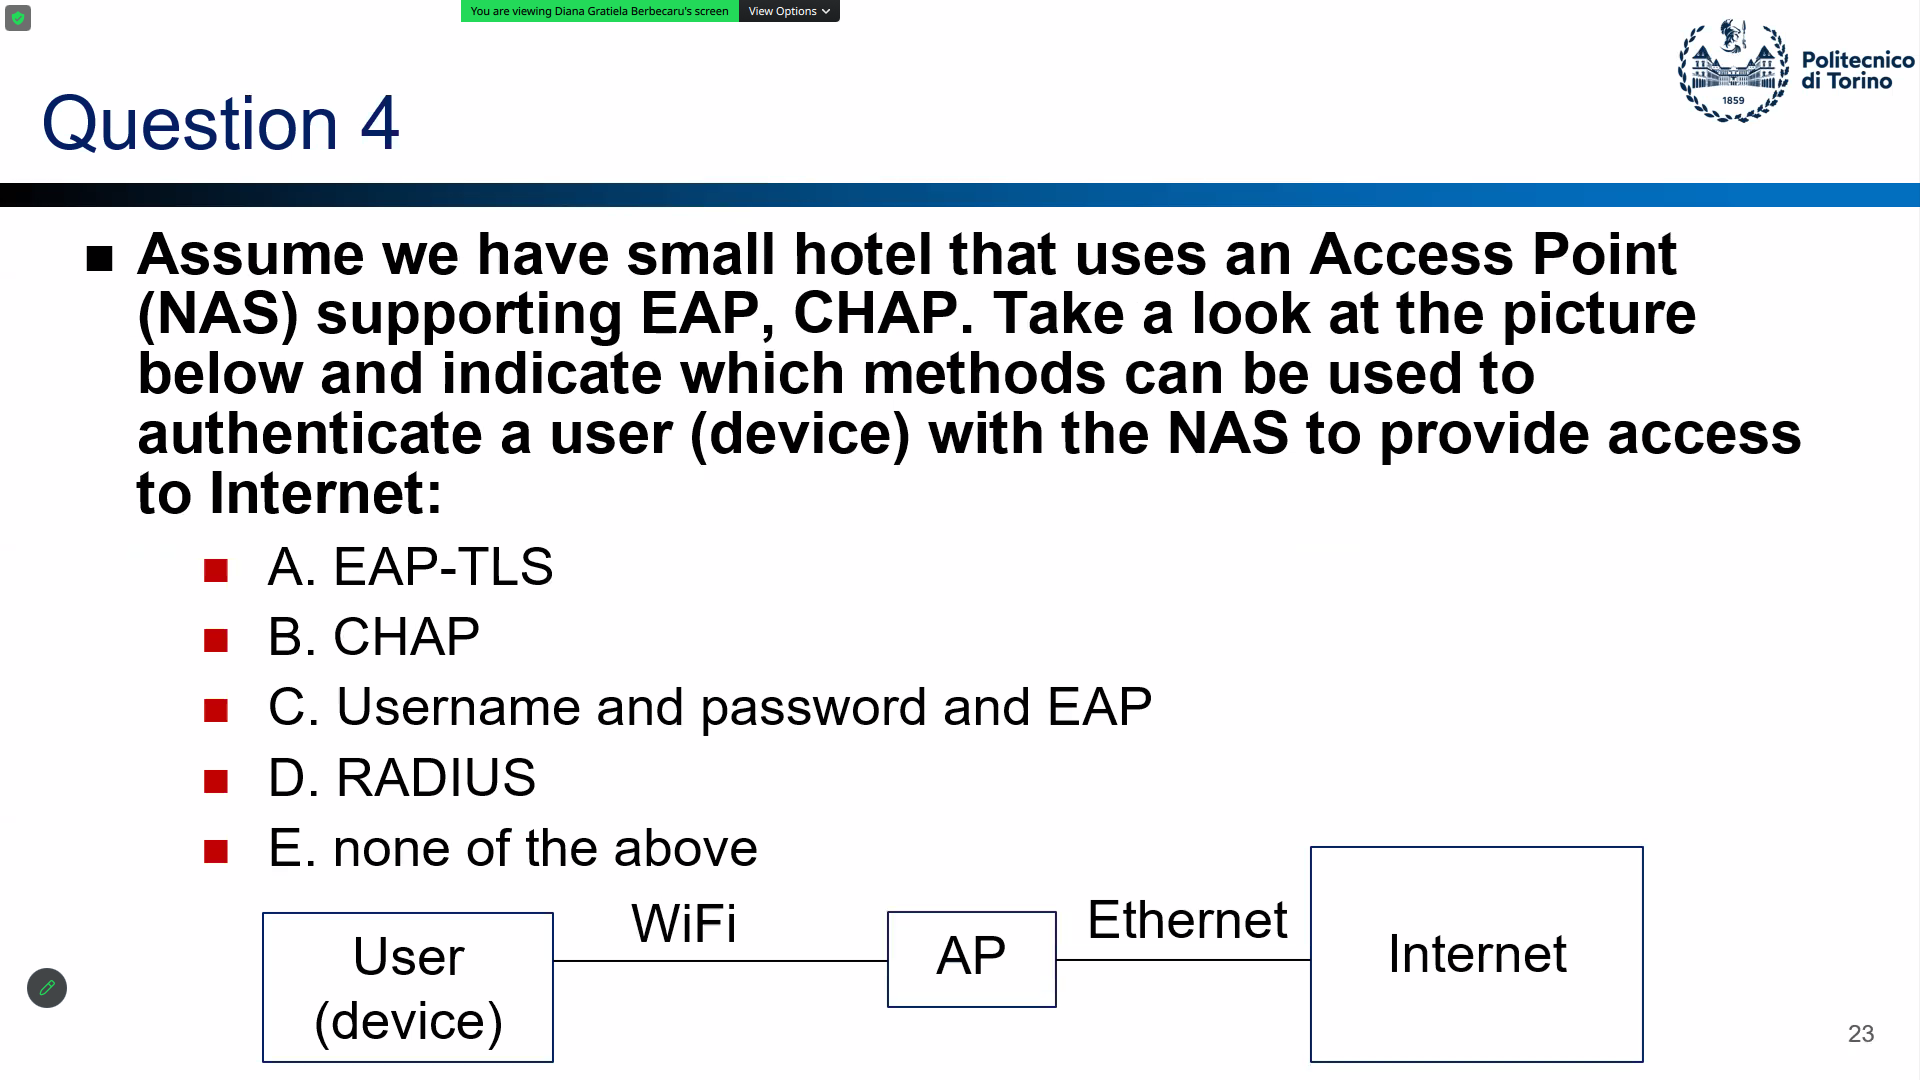 You are viewing Diana Gratiela Berbecaru's screen
View Options
Politecnico
di Torino
1859
Question 4
Assume we have small hotel that uses an Access Point
(NAS) supporting EAP, CHAP. Take a look at the picture
below and indicate which methods can be used to
authenticate a user (device) with the NAS to provide access
to Internet:
A. EAP-TLS
B. CHAP
C. Username and password and EAP
D. RADIUS
E. none of the above
User
(device)
WiFi
AP
Ethernet
Internet
23